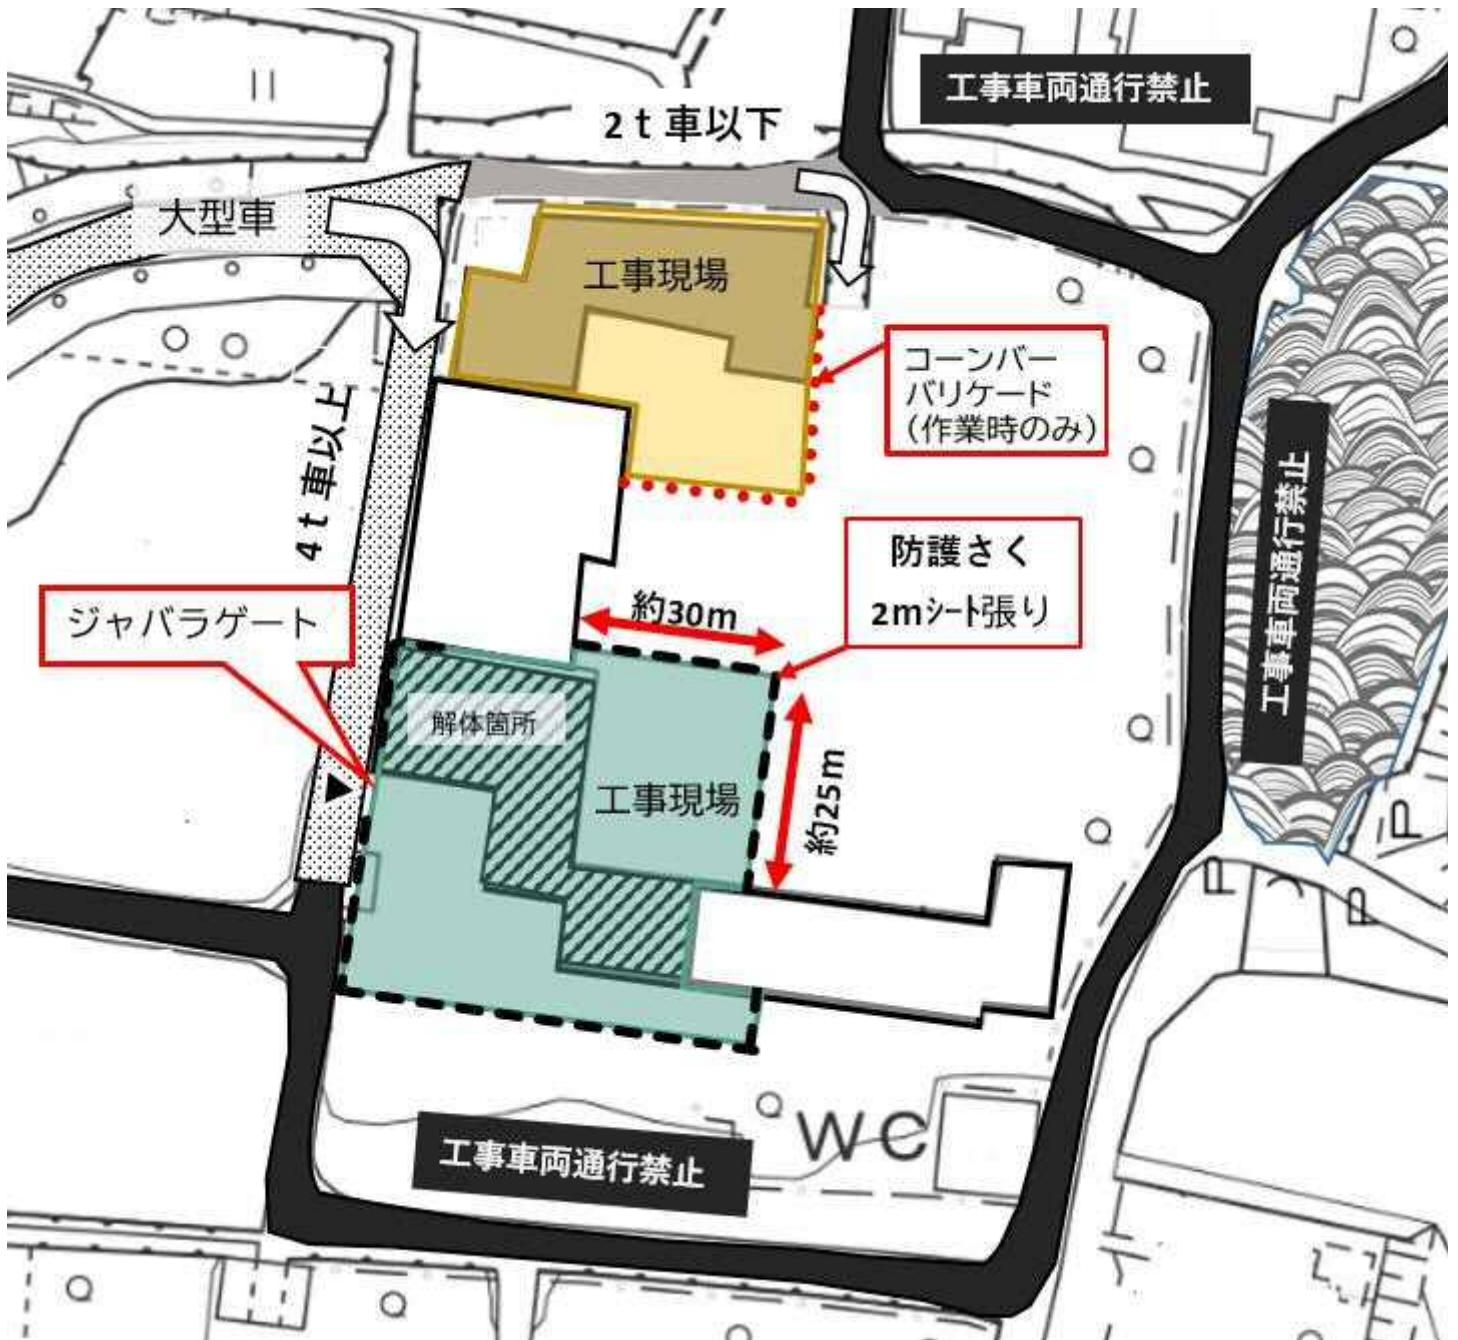 工事車両通行禁止
2ｔ車以下
大型車
工事現場
コーンバー
バリケード
（作業時のみ）
4ｔ車以上
防護さく
2mシート張り
工事車両通行禁止
約30m
ジャバラゲート
解体箇所
工事現場
約25m
P
P
P
WC
工事車両通行禁止